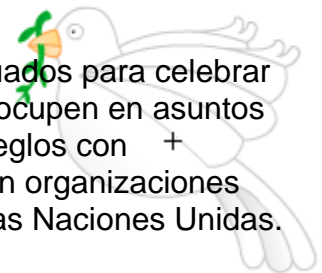 uados para celebrar
ocupen en asuntos
eglos con +
n organizaciones
as Naciones Unidas.